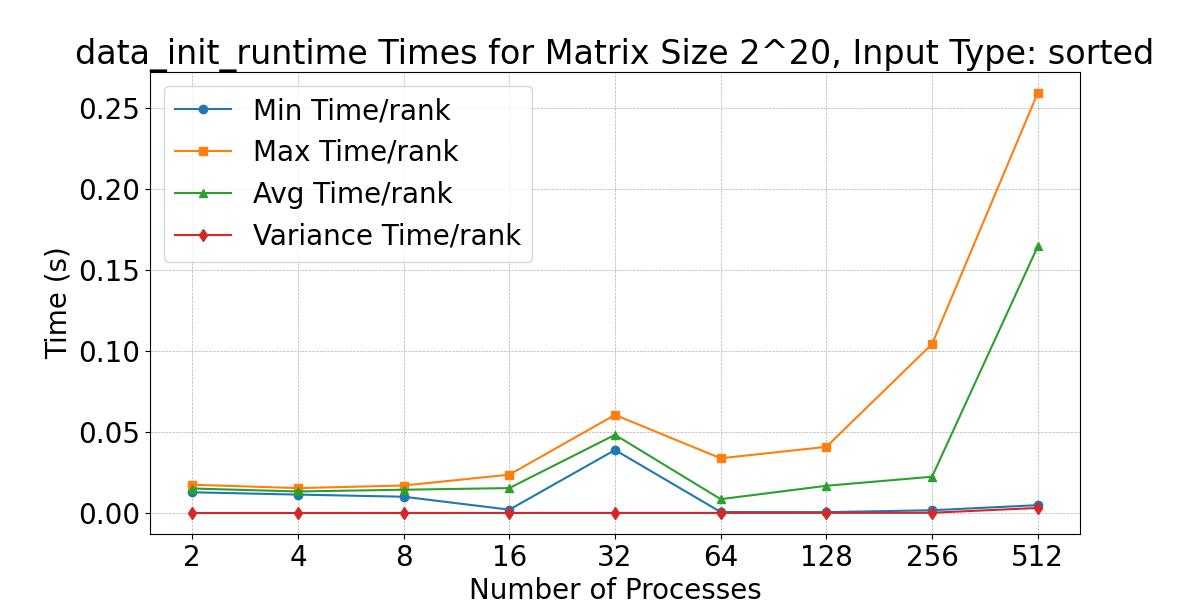 data_init_runtime Times for Matrix Size 2^20, Input Type: sorted
Min Time/rank
Max Time/rank
Avg Time/rank
Variance Time/rank
Time (s)
0.25
0.20
0.15
0.10
0.05
0.00
2 4 8 16 32 64 128 256 512
Number of Processes